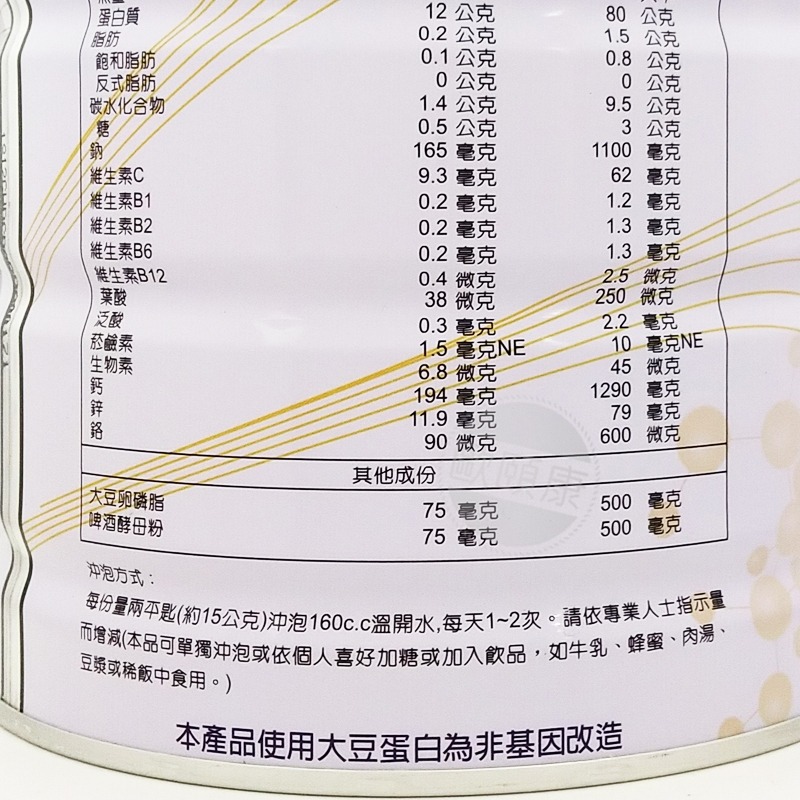 蛋白質 12 公克 80 公克
脂肪 0.2 公克 1.5 公克
飽和脂肪 0.1 公克 0.8 公克
反式脂肪 0 公克 0 公克
碳水化合物 1.4 公克 9.5 公克
糖 0.5 公克 3 公克
鈉 165 毫克 1100 毫克
維生素C 9.3 毫克 62 毫克
維生素B1 0.2 毫克 1.2 毫克
維生素B2 0.2 毫克 1.3 毫克
維生素B6 0.2 毫克 1.3 毫克
維生素B12 0.4 微克 2.5 微克
葉酸 38 微克 250 微克
泛酸 0.3 毫克 2.2 毫克
菸鹼素 1.5 毫克NE 10 毫克NE
生物素 6.8 微克 45 微克
鈣 194 毫克 1290 毫克
鋅 11.9 毫克 79 毫克
鉻 90 微克 600 微克
其他成份
歐頤康
大豆卵磷脂 75 毫克 500 毫克
啤酒酵母粉 75 毫克 500 毫克
沖泡方式：
每份量兩平匙(約15公克)沖泡160c.c溫開水,每天1~2次。請依專業人士指示量
而增減(本品可單獨沖泡或依個人喜好加糖或加入飲品，如牛乳、蜂蜜、肉湯、
豆漿或稀飯中食用。)
本產品使用大豆蛋白為非基因改造